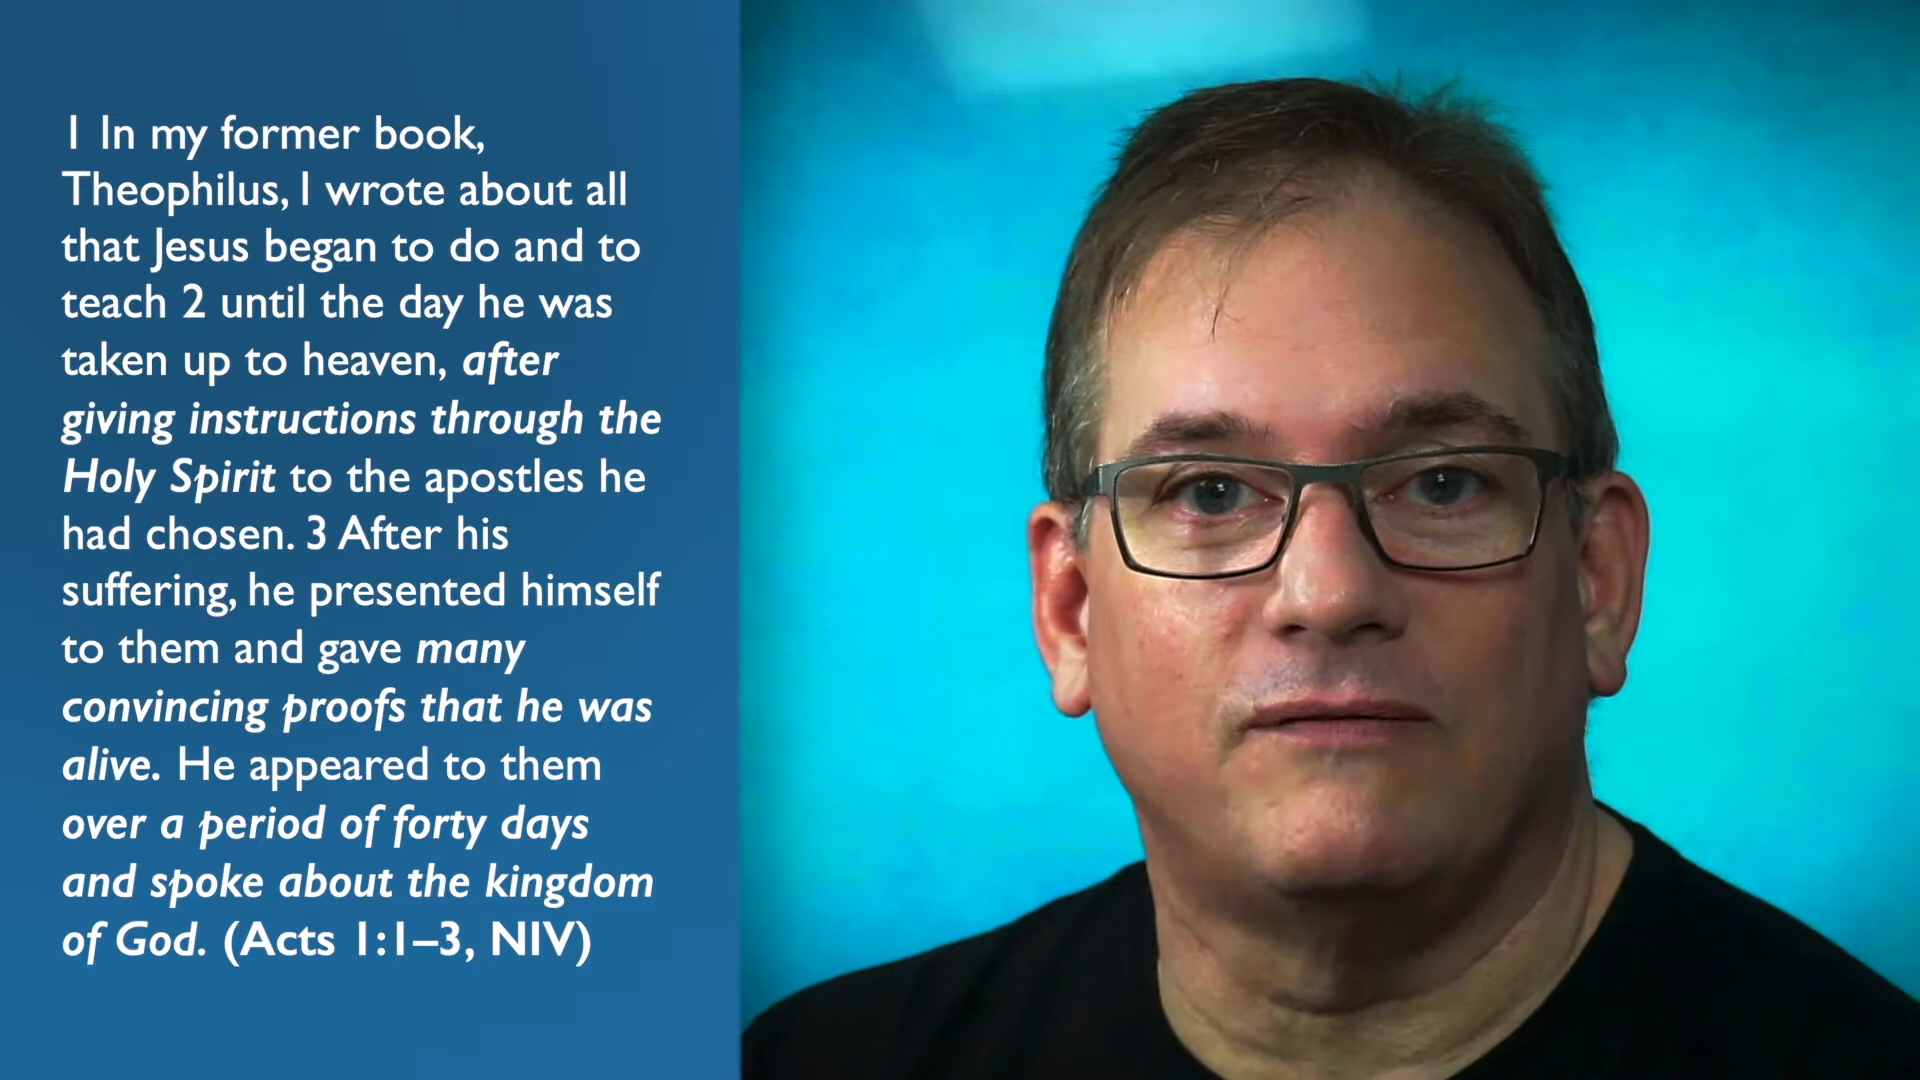 1 In my former book,
Theophilus, I wrote about all
that Jesus began to do and to
teach 2 until the day he was
taken up to heaven, after
giving instructions through the
Holy Spirit to the apostles he
had chosen. 3 After his
suffering, he presented himself
to them and gave many
convincing proofs that he was
alive. He appeared to them
over a period of forty days
and spoke about the kingdom
of God. (Acts 1:1–3, NIV)